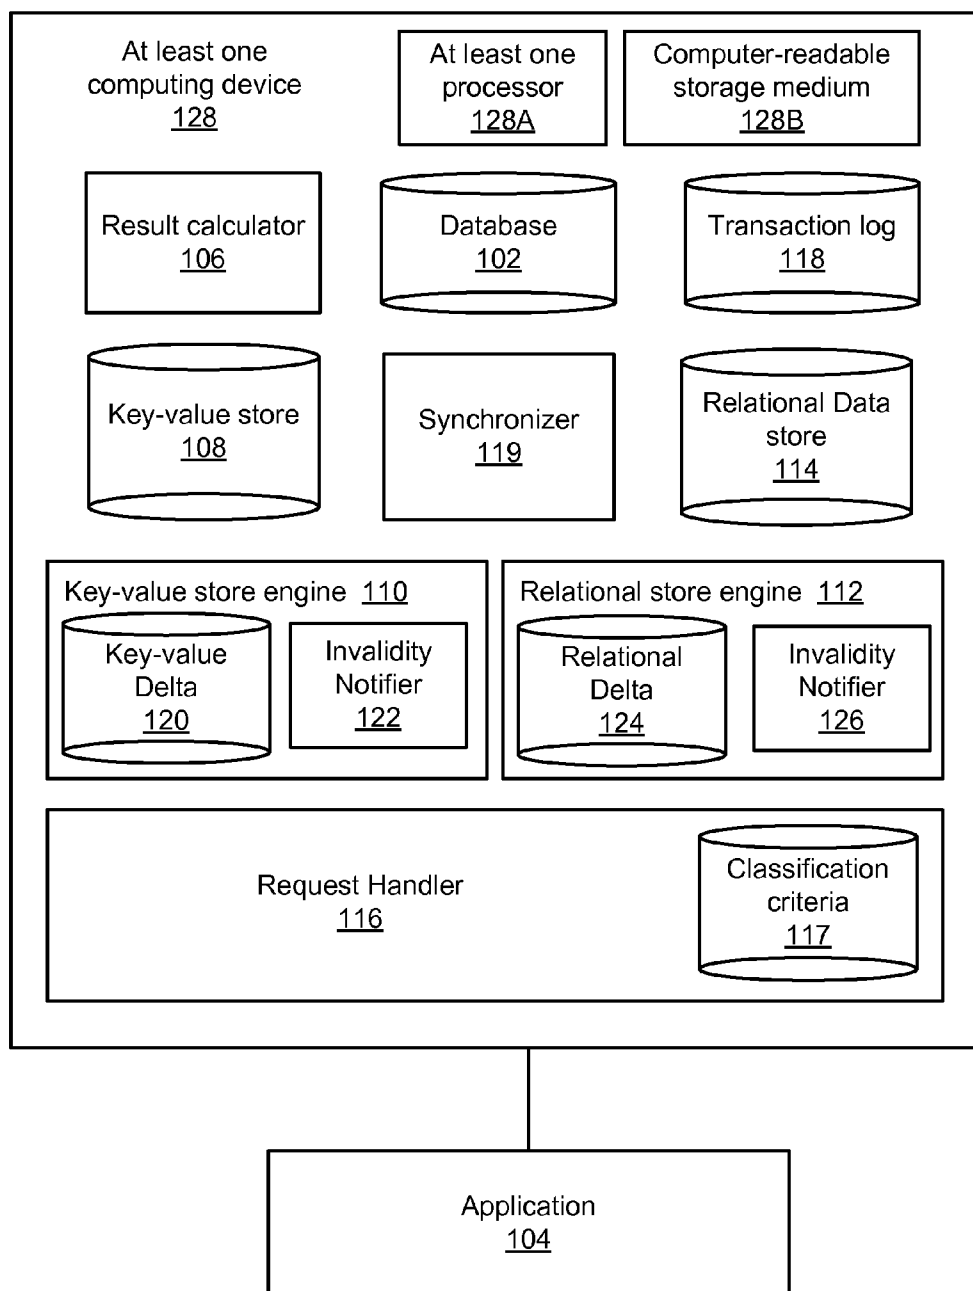 At least one
computing device
128
At least one
processor
128A
Computer-readable
storage medium
128B
Result calculator
106
Database
102
Transaction log
118
Key-value store
108
Synchronizer
119
Relational Data
store
114
Key-value store engine 110
Key-value
Delta
120
Invalidity
Notifier
122
Relational store engine 112
Relational
Delta
124
Invalidity
Notifier
126
Request Handler
116
Classification
criteria
117
Application
104